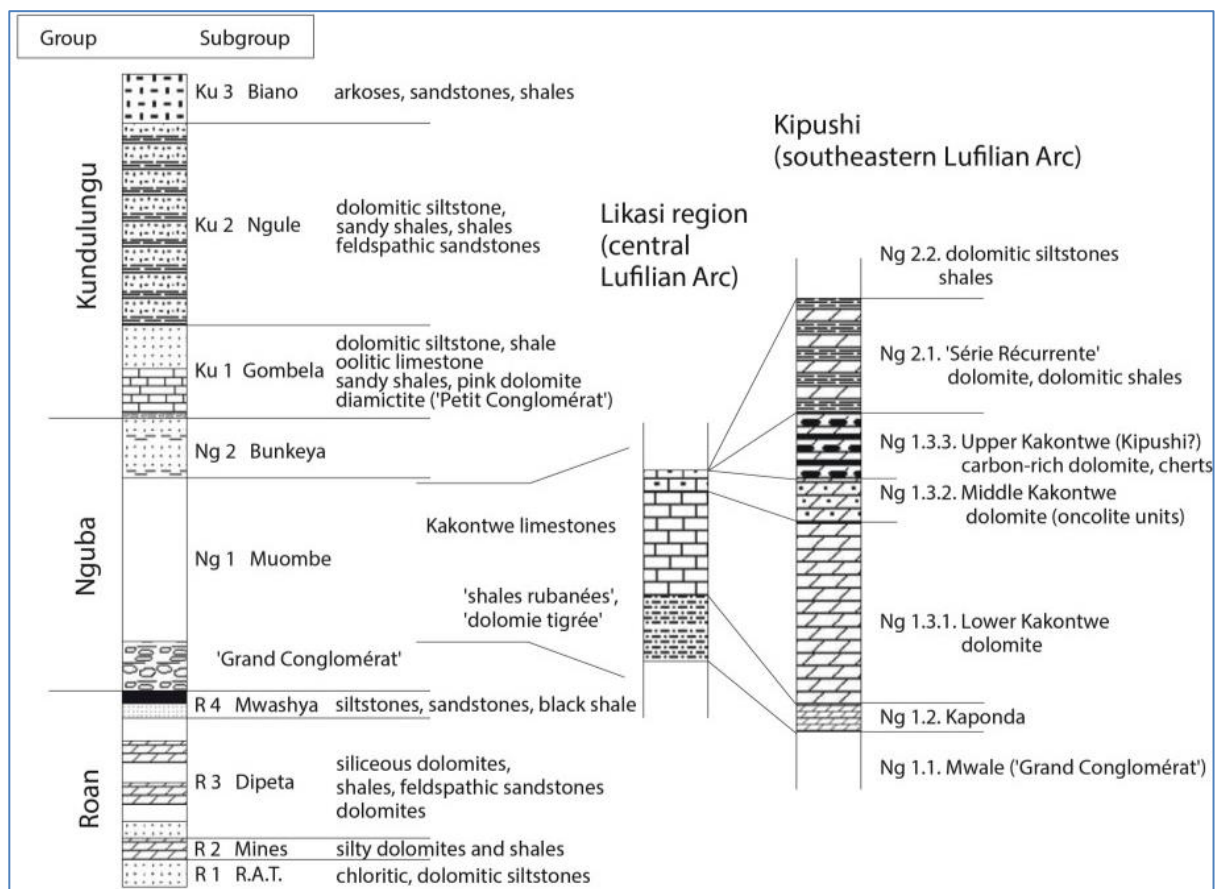 Group Subgroup
Kundulungu
Ku 3 Biano arkoses, sandstones, shales
Ku 2 Ngule dolomitic siltstone,
sandy shales, shales
feldspathic sandstones
Ku 1 Gombela dolomitic siltstone, shale
oolitic limestone
sandy shales, pink dolomite
diamictite ('Petit Conglomérat')
Nguba
Ng 2 Bunkeya
Ng 1 Muombe
'Grand Conglomérat'
Roan
R 4 Mwashya siltstones, sandstones, black shale
R 3 Dipeta siliceous dolomites,
shales, feldspathic sandstones
dolomites
R 2 Mines silty dolomites and shales
R 1 R.A.T. chloritic, dolomitic siltstones
Likasi region
(central
Lufilian Arc)
Kakontwe limestones
'shales rubanées',
'dolomie tigrée'
Kipushi
(southeastern Lufilian Arc)
Ng 2.2. dolomitic siltstones
shales
Ng 2.1. 'Série Récurrente'
dolomite, dolomitic shales
Ng 1.3.3. Upper Kakontwe (Kipushi?)
carbon-rich dolomite, cherts
Ng 1.3.2. Middle Kakontwe
dolomite (oncolite units)
Ng 1.3.1. Lower Kakontwe
dolomite
Ng 1.2. Kaponda
Ng 1.1. Mwale ('Grand Conglomérat')